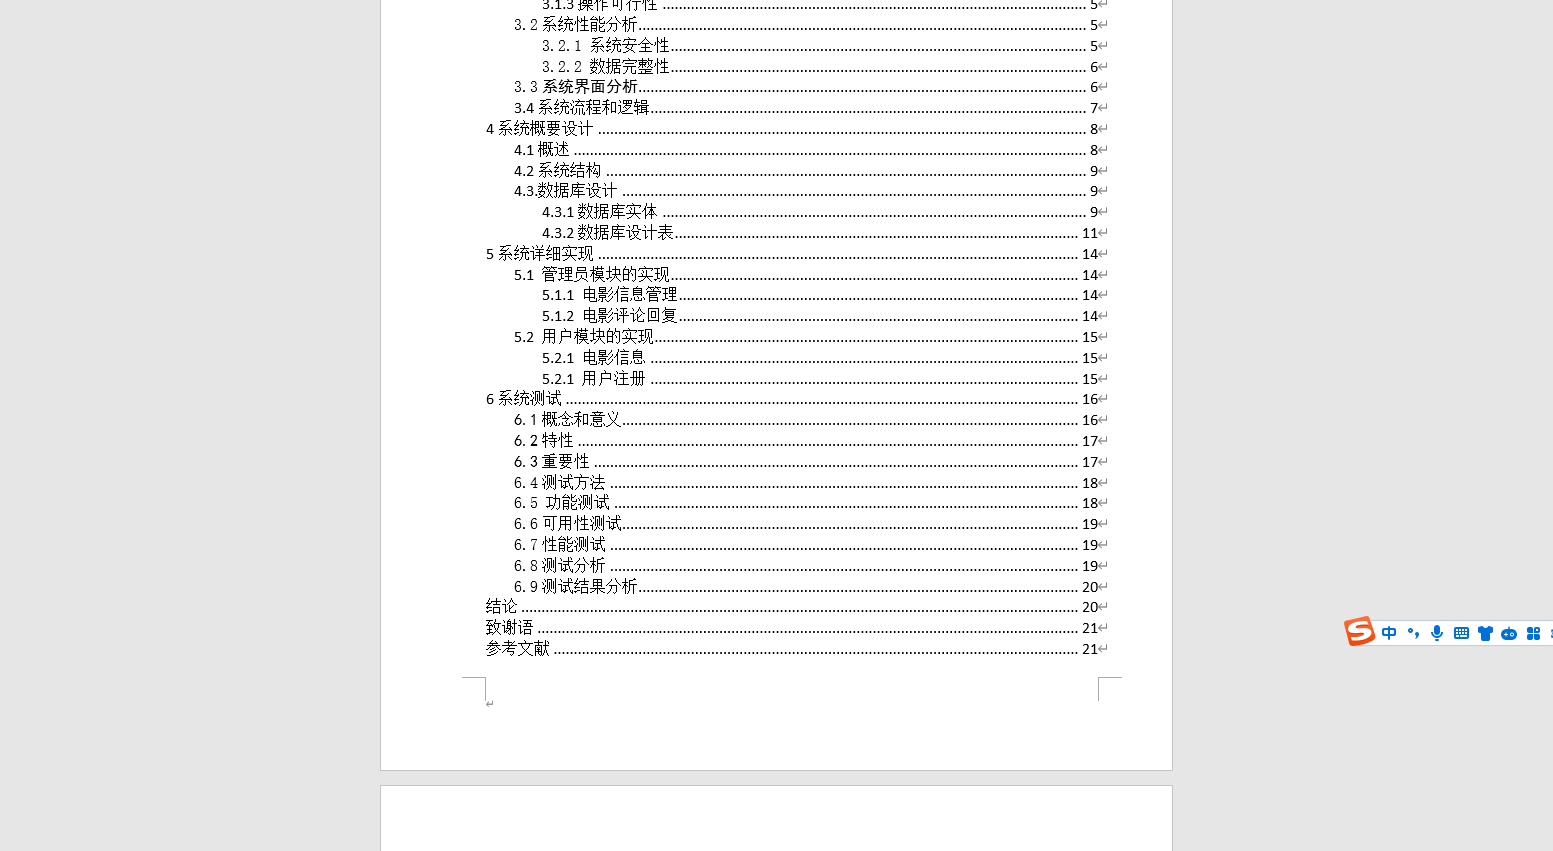 3.1.3 操作可行性 ........ 5
3.2 系统性能分析 ........ 5
3.2.1 系统安全性 ........ 5
3.2.2 数据完整性 ........ 6
3.3 系统界面分析 ........ 6
3.4 系统流程和逻辑 ........ 7
4 系统概要设计 ........ 8
4.1 概述 ........ 8
4.2 系统结构 ........ 9
4.3.数据库设计 ........ 9
4.3.1 数据库实体 ........ 9
4.3.2 数据库设计表 ........ 11
5 系统详细实现 ........ 14
5.1 管理员模块的实现 ........ 14
5.1.1 电影信息管理 ........ 14
5.1.2 电影评论回复 ........ 14
5.2 用户模块的实现 ........ 15
5.2.1 电影信息 ........ 15
5.2.1 用户注册 ........ 15
6 系统测试 ........ 16
6.1 概念和意义 ........ 16
6.2 特性 ........ 17
6.3 重要性 ........ 17
6.4 测试方法 ........ 18
6.5 功能测试 ........ 18
6.6 可用性测试 ........ 19
6.7 性能测试 ........ 19
6.8 测试分析 ........ 19
6.9 测试结果分析 ........ 20
结论 ........ 20
致谢语 ........ 21
参考文献 ........ 21
S 中